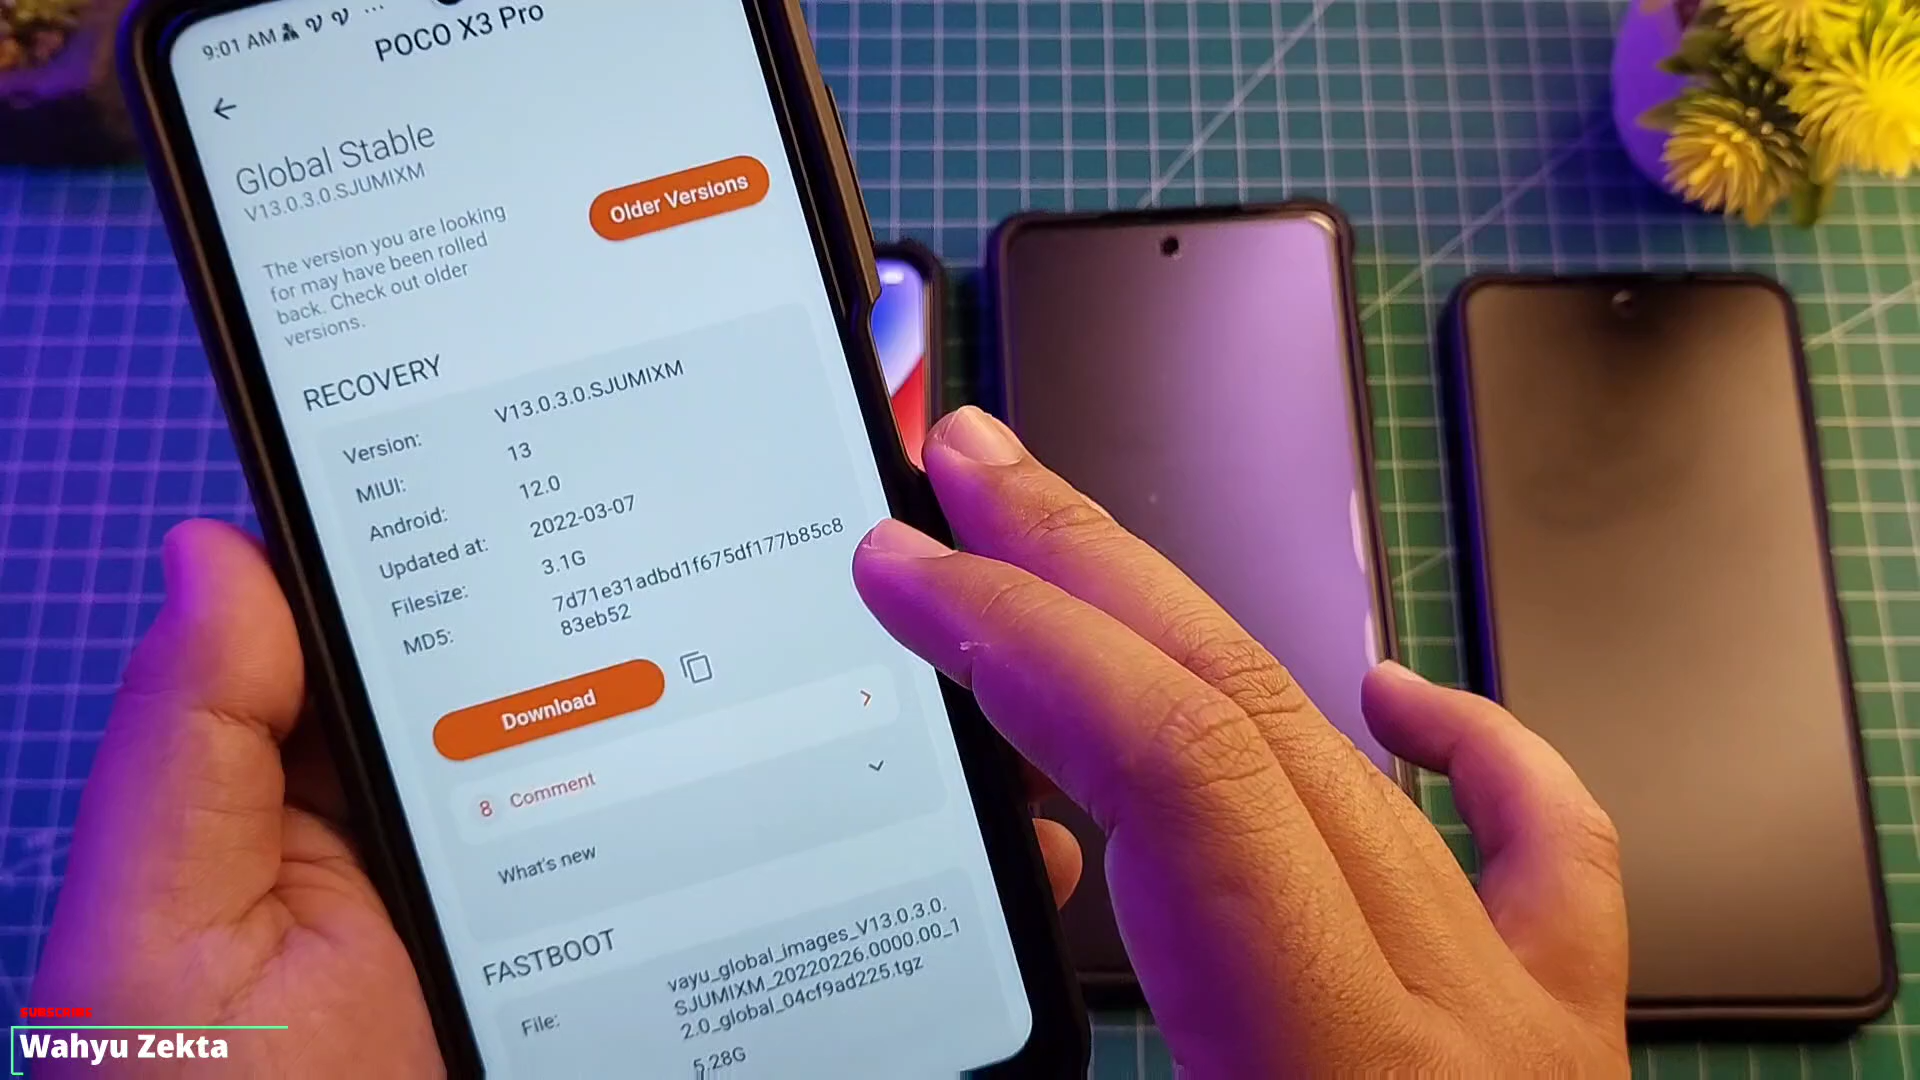 9:01 AM
POCO X3 Pro
Global Stable
V13.0.3.0.SJUMIXM
The version you are looking
for may have been rolled
back. Check out older
versions.
Older Versions
RECOVERY
Version: V13.0.3.0.SJUMIXM
MIUI: 13
Android: 12.0
Updated at: 2022-03-07
Filesize: 3.1G
MD5: 7d71e31adbd1f675df177b85c8
83eb52
Download
8 Comment
What's new
FASTBOOT
File: vayu_global_images_V13.0.3.0.
SJUMIXM_20220226.0000.00_1
2.0_global_04cf9ad225.tgz
5.28G
SUBSCRIBE
Wahyu Zekta